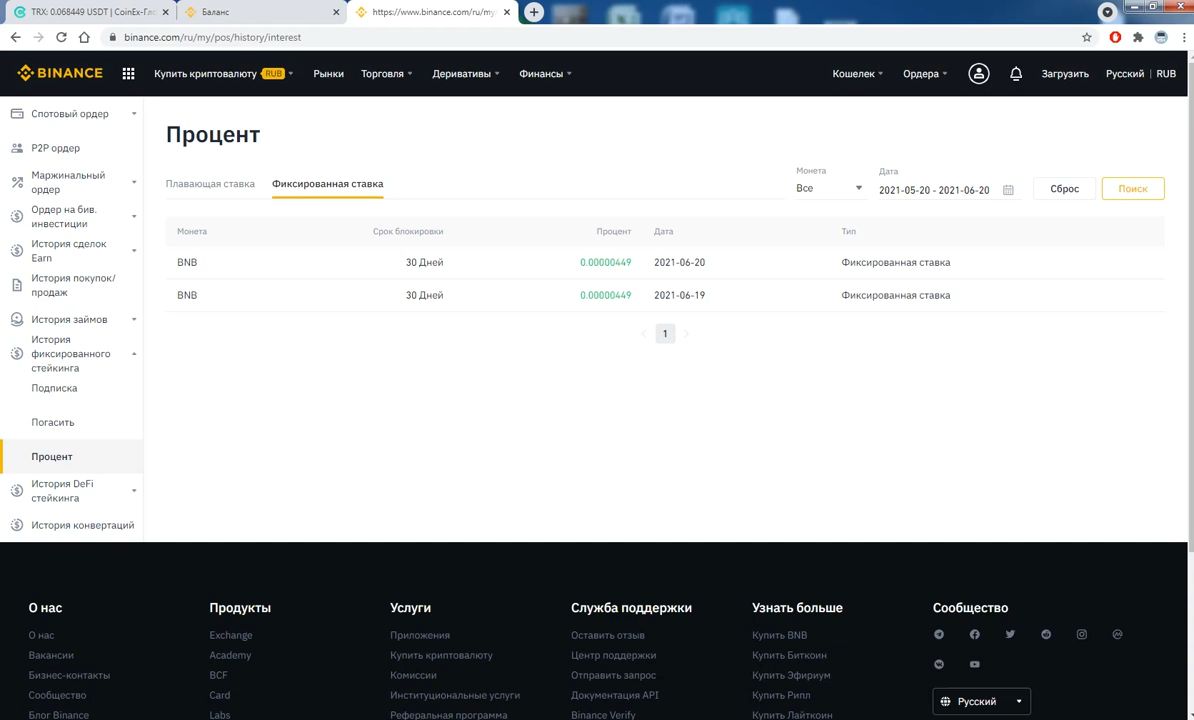 TRX: 0.068449 USDT | CoinEx-Гло
Баланс
https://www.binance.com/ru/my
binance.com/ru/my/pos/history/interest
BINANCE
Купить криптовалюту RUB
Рынки
Торговля
Деривативы
Финансы
Кошелек
Ордера
Загрузить
Русский | RUB
Спотовый ордер
P2P ордер
Маржинальный
ордер
Ордер на бив.
инвестиции
История сделок
Earn
История покупок/
продаж
История займов
История
фиксированного
стейкинга
Подписка
Погасить
Процент
История DeFi
стейкинга
История конвертаций
Процент
Плавающая ставка
Фиксированная ставка
Монета
Все
Дата
2021-05-20 - 2021-06-20
Сброс
Поиск
Монета Срок блокировки Процент Дата Тип
BNB 30 Дней 0.00000449 2021-06-20 Фиксированная ставка
BNB 30 Дней 0.00000449 2021-06-19 Фиксированная ставка
1
О нас
О нас
Вакансии
Бизнес-контакты
Сообщество
Блог Binance
Продукты
Exchange
Academy
BCF
Card
Labs
Услуги
Приложения
Купить криптовалюту
Комиссии
Институциональные услуги
Реферальная программа
Служба поддержки
Оставить отзыв
Центр поддержки
Отправить запрос
Документация API
Binance Verify
Узнать больше
Купить BNB
Купить Биткоин
Купить Эфириум
Купить Рипл
Купить Лайткоин
Сообщество
Русский